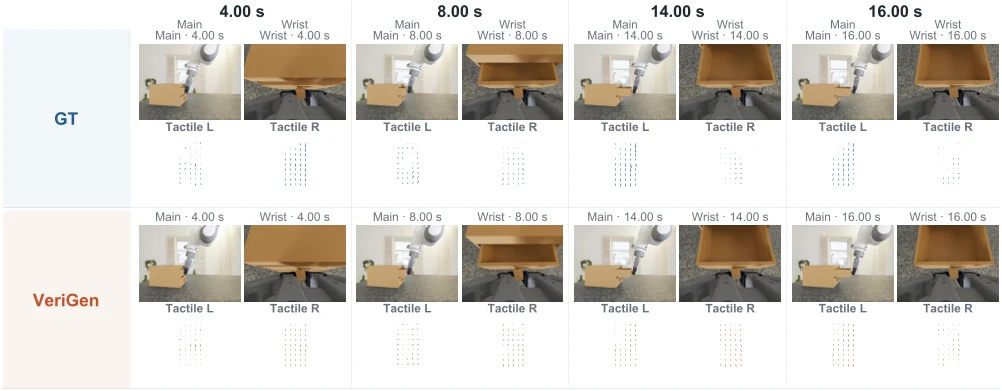 4.00 s 8.00 s 14.00 s 16.00 s
Main Wrist Main Wrist Main Wrist Main Wrist
Main · 4.00 s Wrist · 4.00 s Main · 8.00 s Wrist · 8.00 s Main · 14.00 s Wrist · 14.00 s Main · 16.00 s Wrist · 16.00 s
GT
Tactile L Tactile R Tactile L Tactile R Tactile L Tactile R Tactile L Tactile R
Main · 4.00 s Wrist · 4.00 s Main · 8.00 s Wrist · 8.00 s Main · 14.00 s Wrist · 14.00 s Main · 16.00 s Wrist · 16.00 s
VeriGen
Tactile L Tactile R Tactile L Tactile R Tactile L Tactile R Tactile L Tactile R